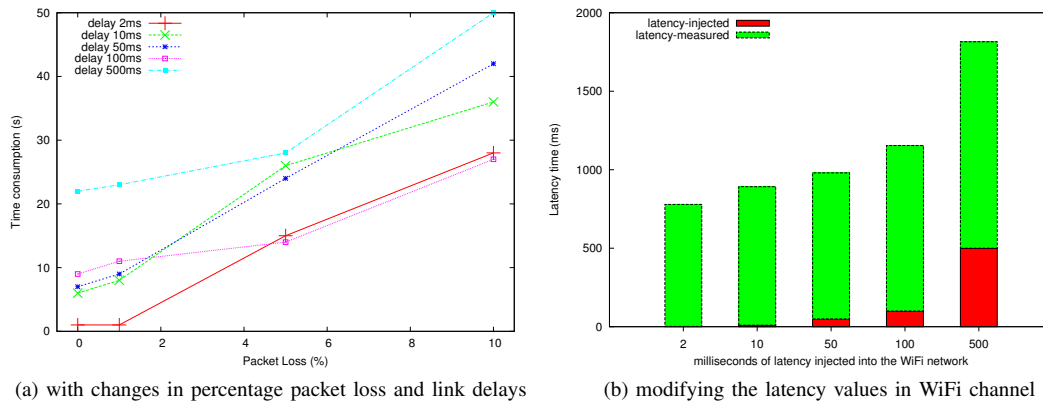 delay 2ms
delay 10ms
delay 50ms
delay 100ms
delay 500ms
50
40
30
20
10
0
Time consumption (s)
0 2 4 6 8 10
Packet Loss (%)
(a) with changes in percentage packet loss and link delays
latency-injected
latency-measured
2000
1500
1000
500
0
Latency time (ms)
2 10 50 100 500
milliseconds of latency injected into the WiFi network
(b) modifying the latency values in WiFi channel